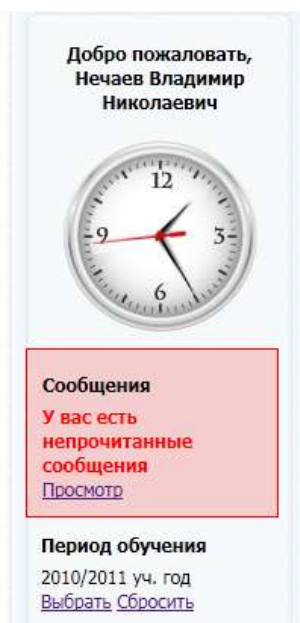 Добро пожаловать,
Нечаев Владимир
Николаевич
12
9
3
6
Сообщения
У вас есть
непрочитанные
сообщения
Просмотр
Период обучения
2010/2011 уч. год
Выбрать Сбросить